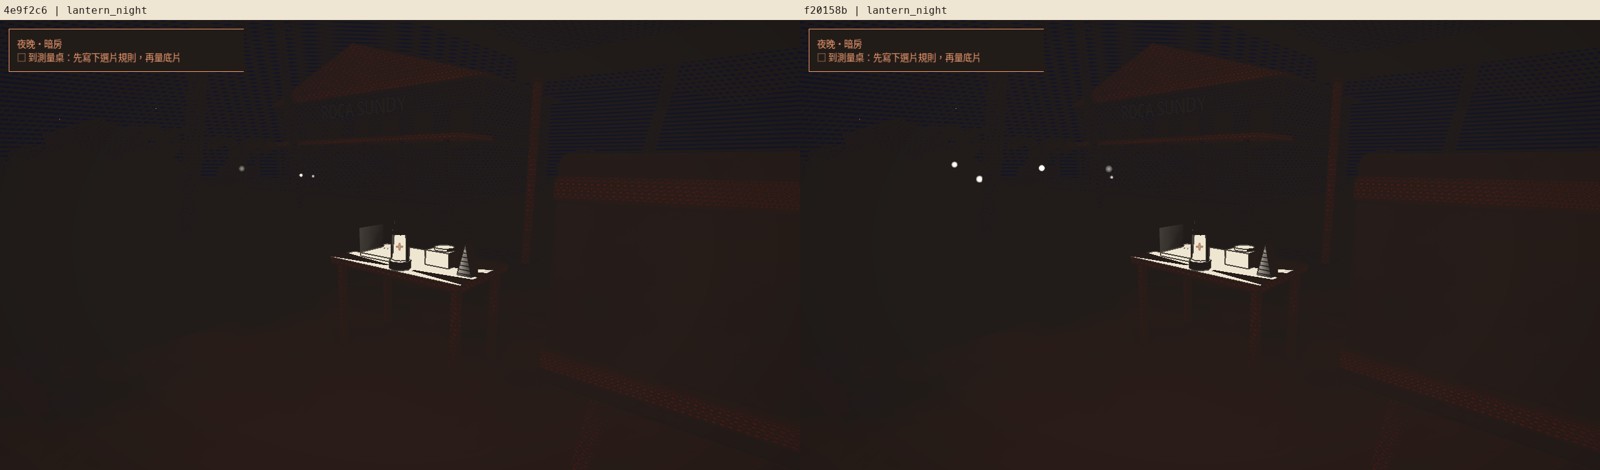 4e9f2c6 | lantern_night
夜晚・暗房
□ 到測量桌：先寫下選片規則，再量底片
f20158b | lantern_night
夜晚・暗房
□ 到測量桌：先寫下選片規則，再量底片